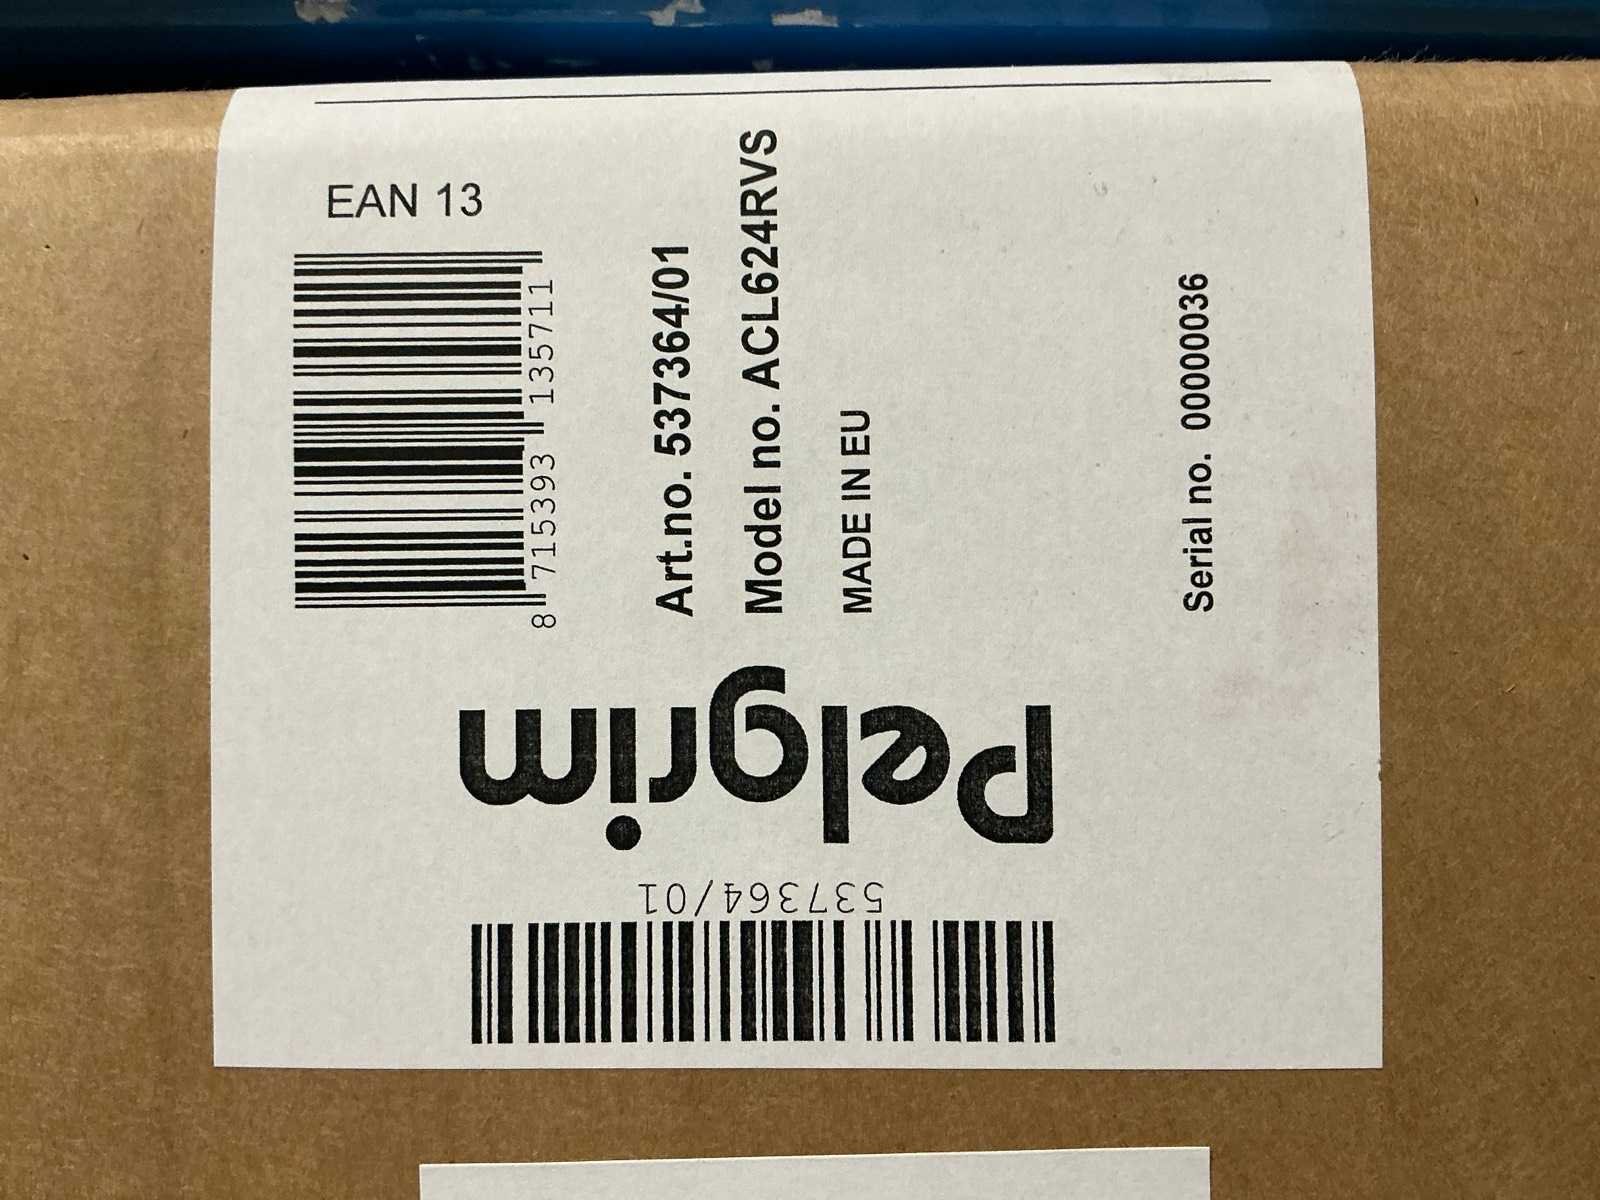 EAN 13
8 715393 135711
Art.no. 537364/01
Model no. ACL624RVS
MADE IN EU
Serial no. 00000036
Pelgrim
537364/01